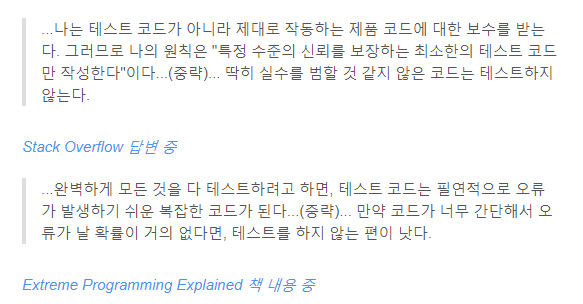 ...나는 테스트 코드가 아니라 제대로 작동하는 제품 코드에 대한 보수를 받는
다. 그러므로 나의 원칙은 "특정 수준의 신뢰를 보장하는 최소한의 테스트 코드
만 작성한다"이다...(중략)... 딱히 실수를 범할 것 같지 않은 코드는 테스트하지
않는다.
Stack Overflow 답변 중
...완벽하게 모든 것을 다 테스트하려고 하면, 테스트 코드는 필연적으로 오류
가 발생하기 쉬운 복잡한 코드가 된다...(중략)... 만약 코드가 너무 간단해서 오
류가 날 확률이 거의 없다면, 테스트를 하지 않는 편이 낫다.
Extreme Programming Explained 책 내용 중